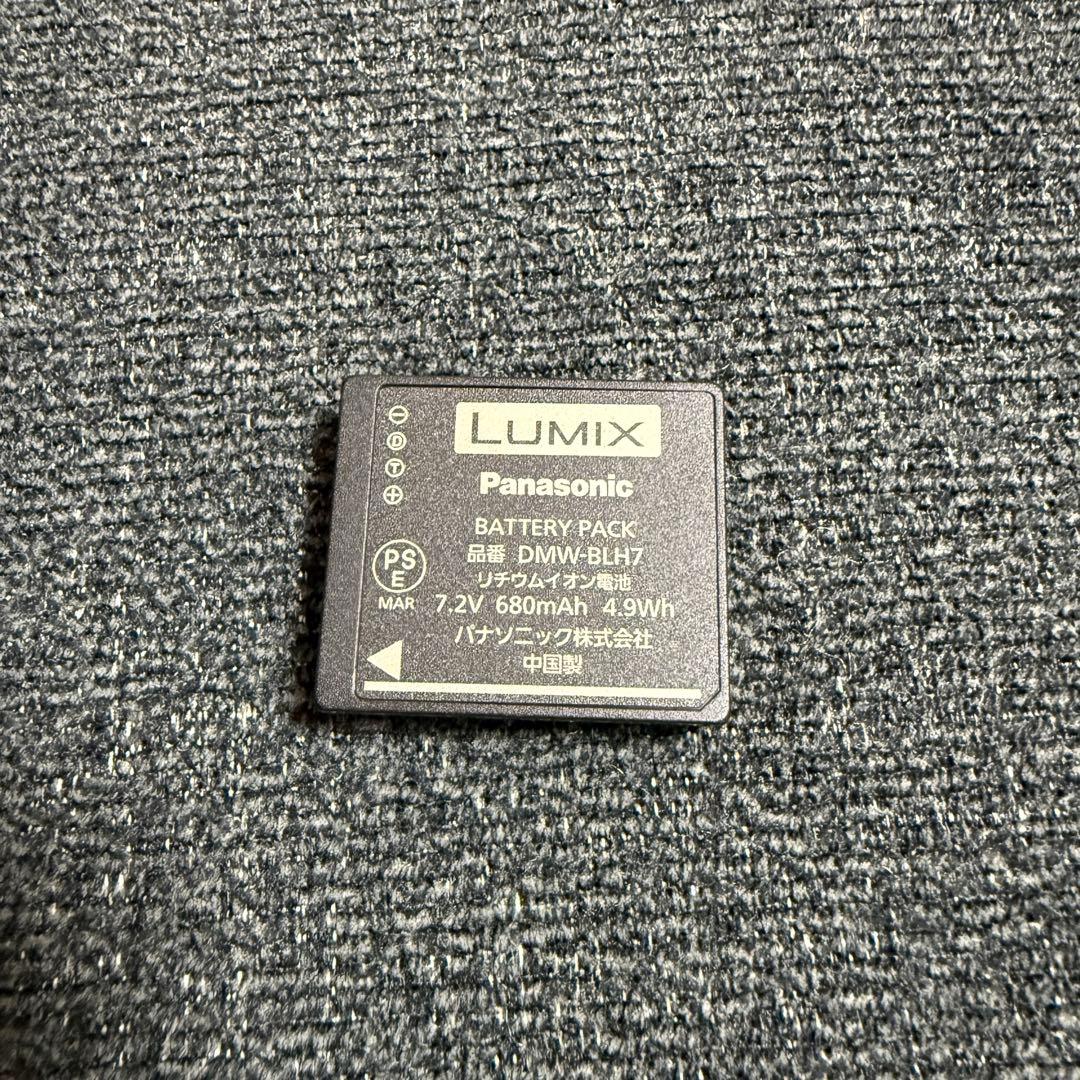 LUMIX
Panasonic
BATTERY PACK
品番 DMW-BLH7
リチウムイオン電池
7.2V 680mAh 4.9Wh
パナソニック株式会社
中国製
⊖
D
T
⊕
PS
E
MAR